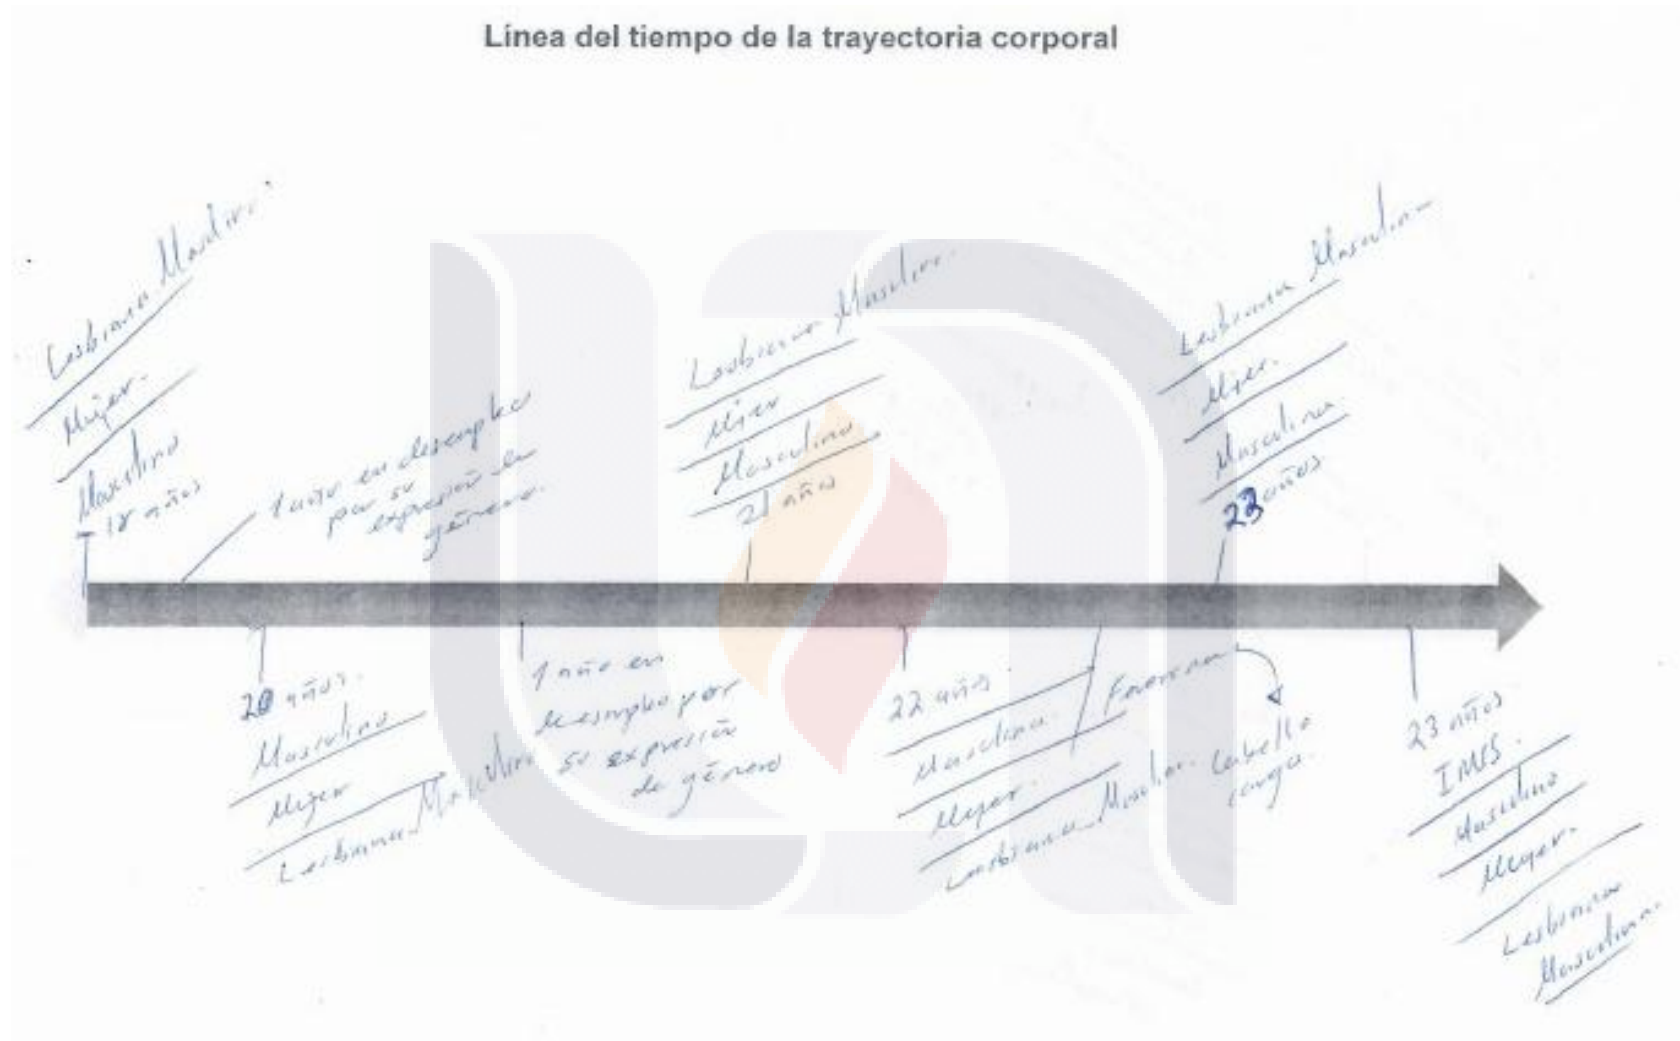 Línea del tiempo de la trayectoria corporal
Lesbiana Masculina
Mujer.
Masculino
18 años
1 año en desempleo
por su
expresión de
género.
Lesbiana Masculina.
Mujer
Masculino
21 años
Lesbiana Masculina
Mujer.
Masculina.
23 años
20 años.
Masculino
Mujer
Lesbiana Masculina
1 año en
desempleo por
su expresión
de género
22 años.
Masculina.
Mujer.
Lesbiana Masculina.
Femenina
Cabello
largo.
23 años
IMSS.
Masculino
Mujer.
Lesbiana
Masculina.